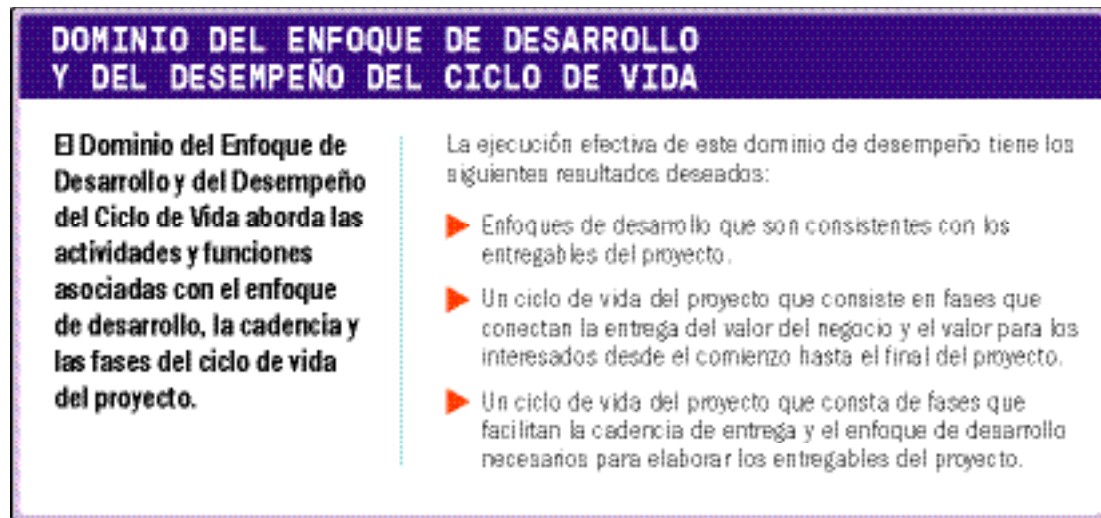 DOMINIO DEL ENFOQUE DE DESARROLLO
Y DEL DESEMPEÑO DEL CICLO DE VIDA
El Dominio del Enfoque de
Desarrollo y del Desempeño
del Ciclo de Vida aborda las
actividades y funciones
asociadas con el enfoque
de desarrollo, la cadencia y
las fases del ciclo de vida
del proyecto.
La ejecución efectiva de este dominio de desempeño tiene los
siguientes resultados deseados:
Enfoques de desarrollo que son consistentes con los
entregables del proyecto.
Un ciclo de vida del proyecto que consiste en fases que
conectan la entrega del valor del negocio y el valor para los
interesados desde el comienzo hasta el final del proyecto.
Un ciclo de vida del proyecto que consta de fases que
facilitan la cadencia de entrega y el enfoque de desarrollo
necesarios para elaborar los entregables del proyecto.